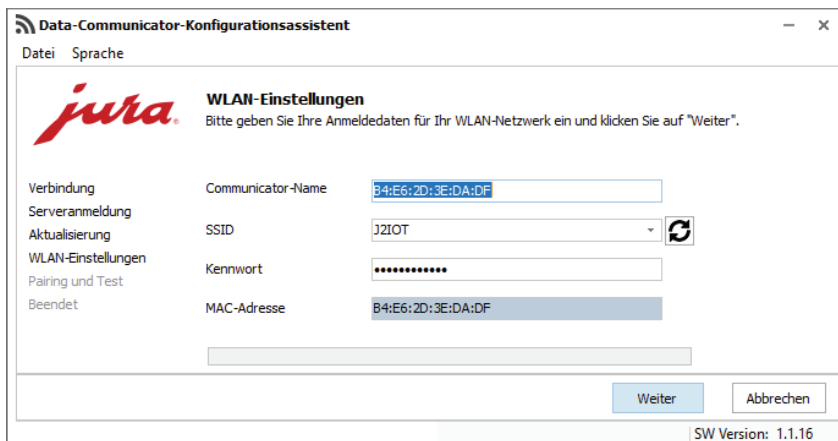 Data-Communicator-Konfigurationsassistent
Datei Sprache
jura
WLAN-Einstellungen
Bitte geben Sie Ihre Anmeldedaten für Ihr WLAN-Netzwerk ein und klicken Sie auf "Weiter".
Verbindung
Serveranmeldung
Aktualisierung
WLAN-Einstellungen
Pairing und Test
Beendet
Communicator-Name B4:E6:2D:3E:DA:DF
SSID J2IOT
Kennwort ••••••••••••
MAC-Adresse B4:E6:2D:3E:DA:DF
Weiter Abbrechen
SW Version: 1.1.16